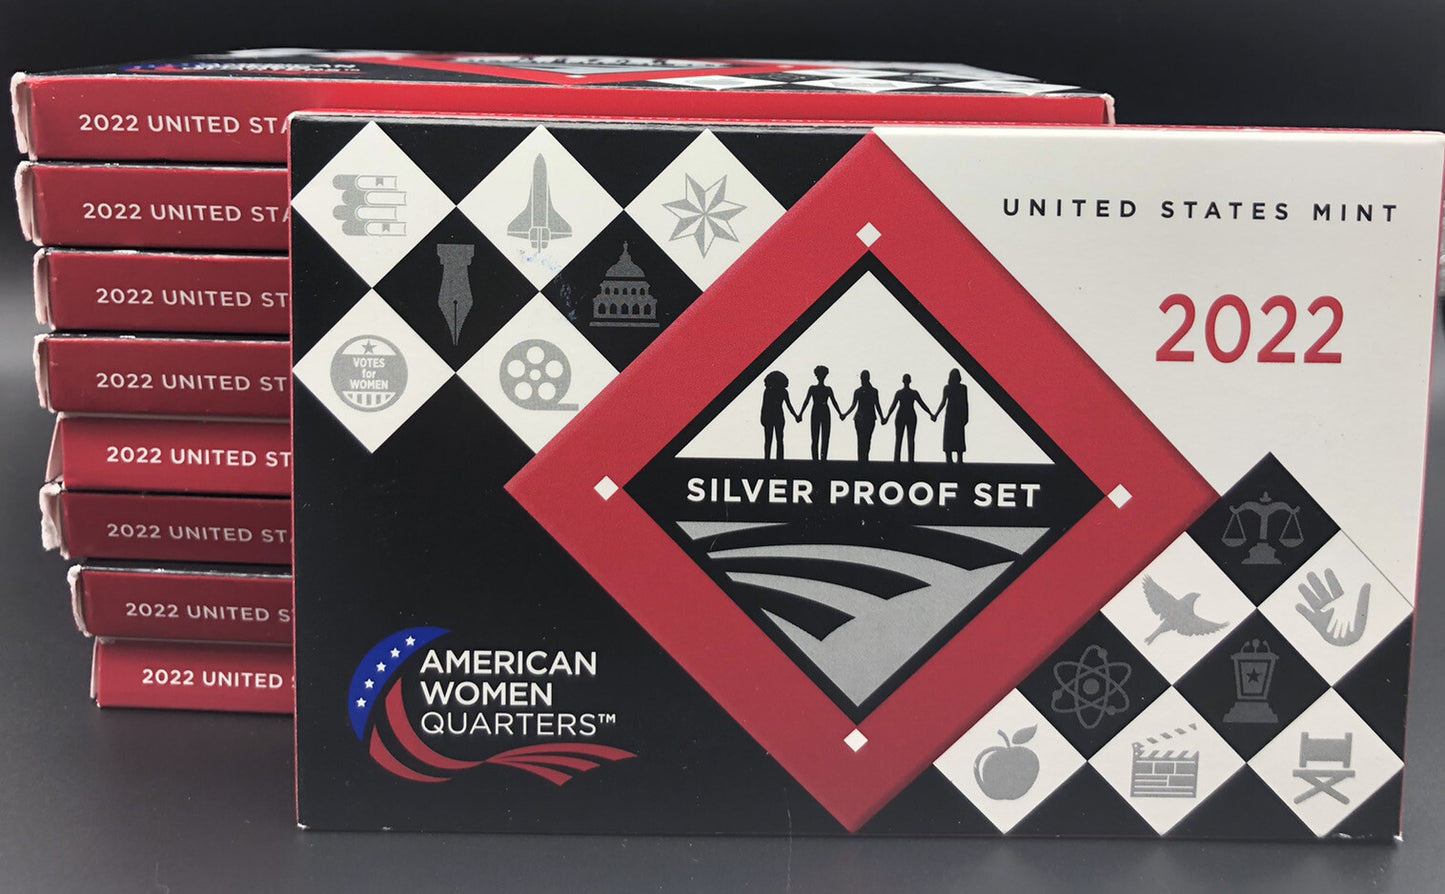 2022 UNITED STA
2022 UNITED STA
2022 UNITED ST
2022 UNITED ST
2022 UNITED ST
2022 UNITED STA
2022 UNITED S
2022 UNITED
UNITED STATES MINT
2022
VOTES
for
WOMEN
SILVER PROOF SET
AMERICAN
WOMEN
QUARTERS™